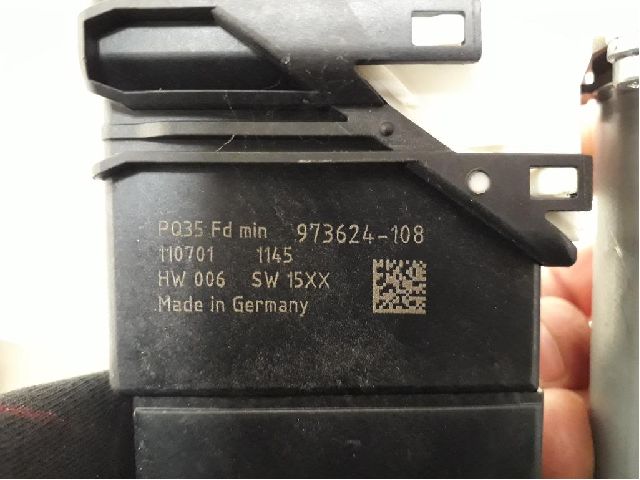 PQ35 Fd min 973624-108
110701 1145
HW 006 SW 15XX
Made in Germany